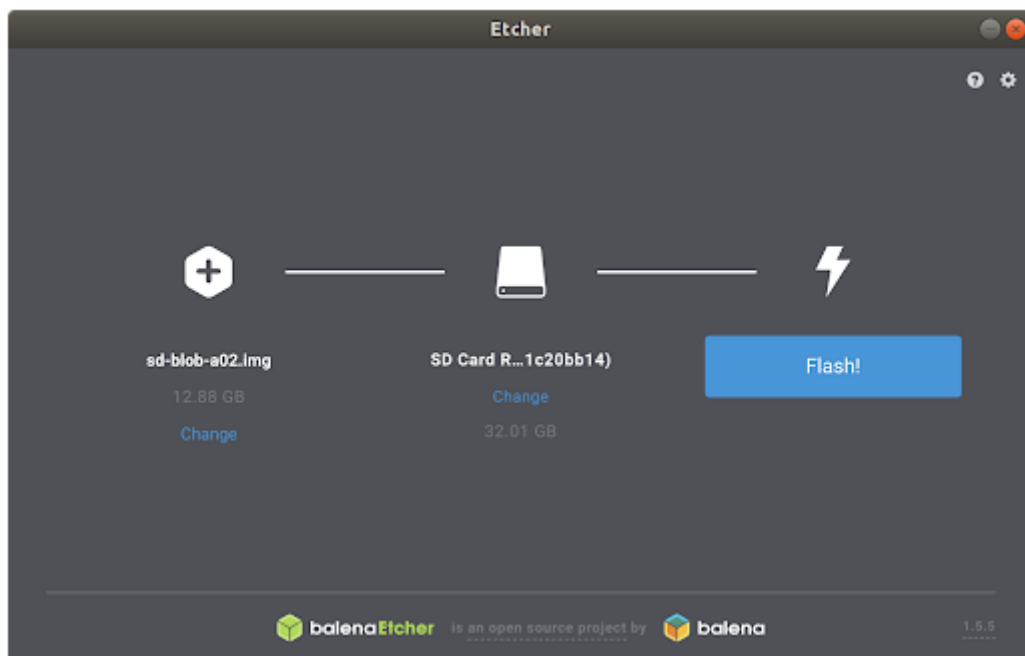 Etcher
sd-blob-a02.img
12.88 GB
Change
SD Card R...1c20bb14)
Change
32.01 GB
Flash!
balenaEtcher is an open source project by balena
1.5.5